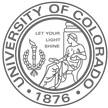 UNIVERSITY OF COLORADO
LET YOUR
LIGHT
SHINE
• 1876 •